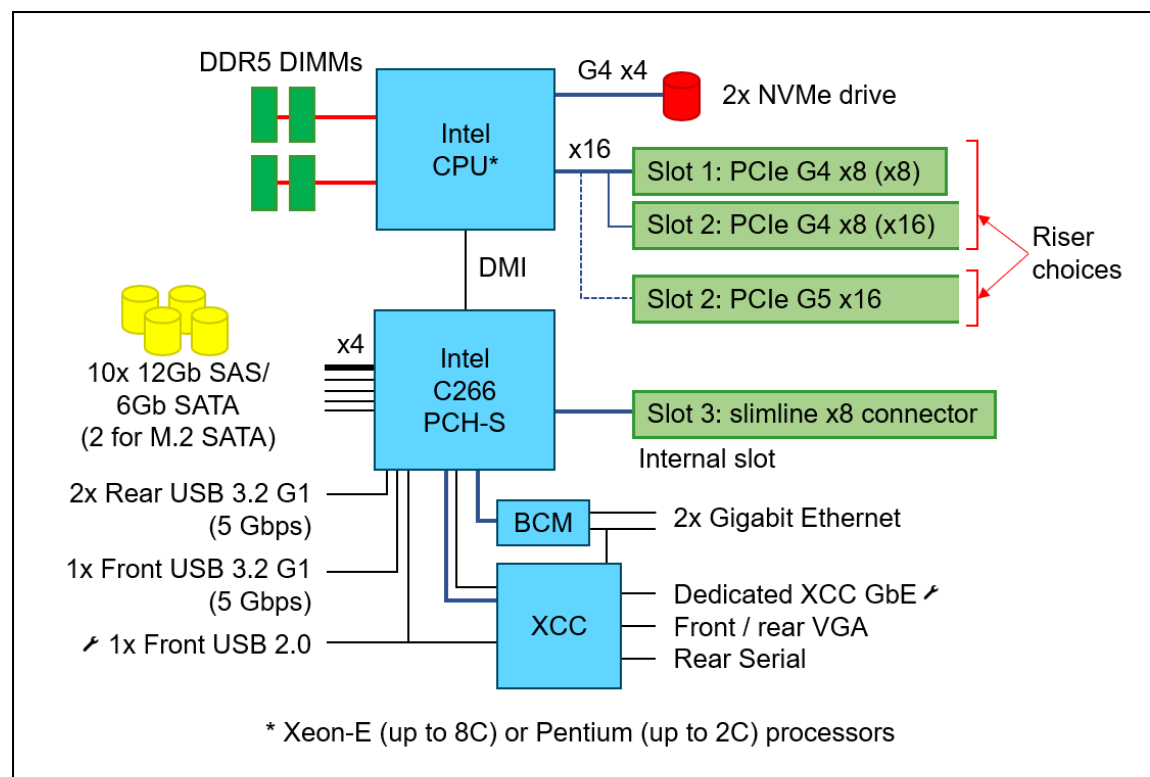 DDR5 DIMMs
G4 x4
2x NVMe drive
Intel
CPU*
x16
Slot 1: PCIe G4 x8 (x8)
Slot 2: PCIe G4 x8 (x16)
Riser
choices
Slot 2: PCIe G5 x16
DMI
x4
10x 12Gb SAS/
6Gb SATA
(2 for M.2 SATA)
Intel
C266
PCH-S
Slot 3: slimline x8 connector
Internal slot
2x Rear USB 3.2 G1
(5 Gbps)
BCM
2x Gigabit Ethernet
1x Front USB 3.2 G1
(5 Gbps)
1x Front USB 2.0
XCC
Dedicated XCC GbE
Front / rear VGA
Rear Serial
* Xeon-E (up to 8C) or Pentium (up to 2C) processors